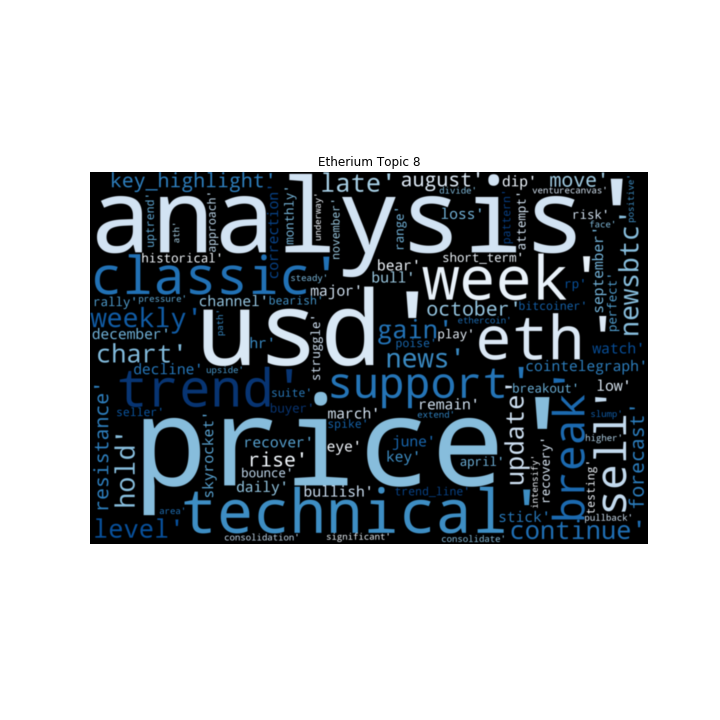 Etherium Topic 8
key_highlight'
late'
august'
divide'
dip'
venturecanvas'
move'
positive'
analysis'
uptrend'
ath'
approach
correction
monthly'
underway'
november'
range'
loss'
pattern
attempt
risk'
face'
historical'
bear'
short_term'
classic'
steady'
bull'
week'
rp'
september'
perfect'
newsbtc'
rally'
pressure'
channel'
bearish'
major'
october'
bitcoiner'
weekly'
path'
usd'
gain'
ethercoin'
eth'
december'
hr'
struggle'
poise'
play'
watch'
chart'
news'
decline'
upside'
cointelegraph'
trend'
suite'
support'
breakout'
low'
resistance'
seller'
buyer'
march'
remain
extend'
update'
break'
slump'
higher'
hold'
price'
spike'
skyrocket'
recover'
eye'
june'
sell'
forecast'
rise'
key'
april'
recovery'
intensify'
testing'
bounce'
daily'
bullish'
trend_line'
technical'
area'
stick'
pullback'
level'
continue'
consolidation'
significant'
consolidate'